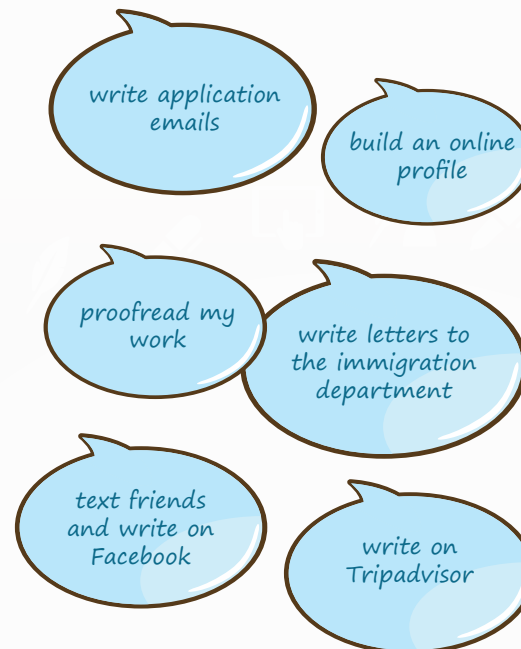 write application
emails
build an online
profile
proofread my
work
write letters to
the immigration
department
text friends
and write on
Facebook
write on
Tripadvisor